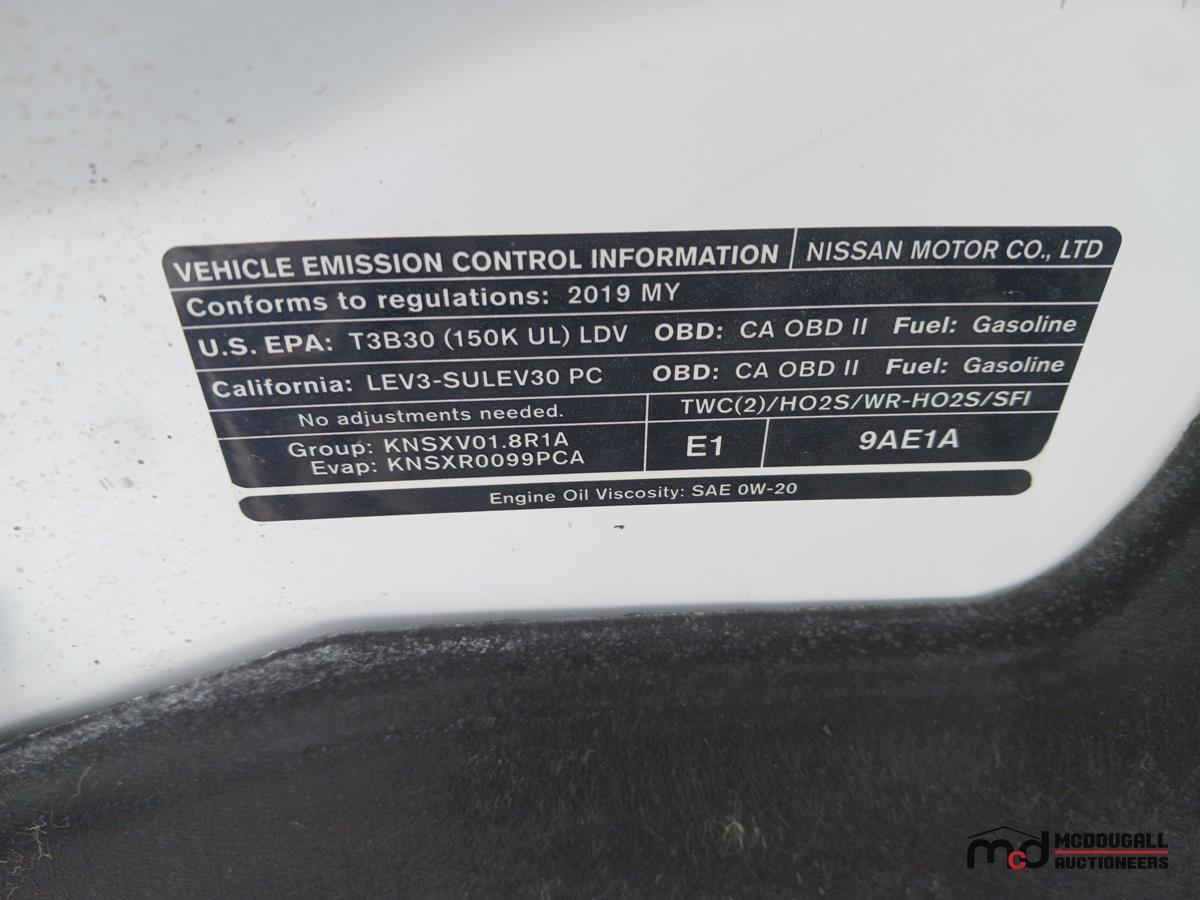 VEHICLE EMISSION CONTROL INFORMATION NISSAN MOTOR CO., LTD
Conforms to regulations: 2019 MY
U.S. EPA: T3B30 (150K UL) LDV OBD: CA OBD II Fuel: Gasoline
California: LEV3-SULEV30 PC OBD: CA OBD II Fuel: Gasoline
No adjustments needed. TWC(2)/HO2S/WR-HO2S/SFI
Group: KNSXV01.8R1A
Evap: KNSXR0099PCA
E1 9AE1A
Engine Oil Viscosity: SAE 0W-20
mcd MCDOUGALL
AUCTIONEERS